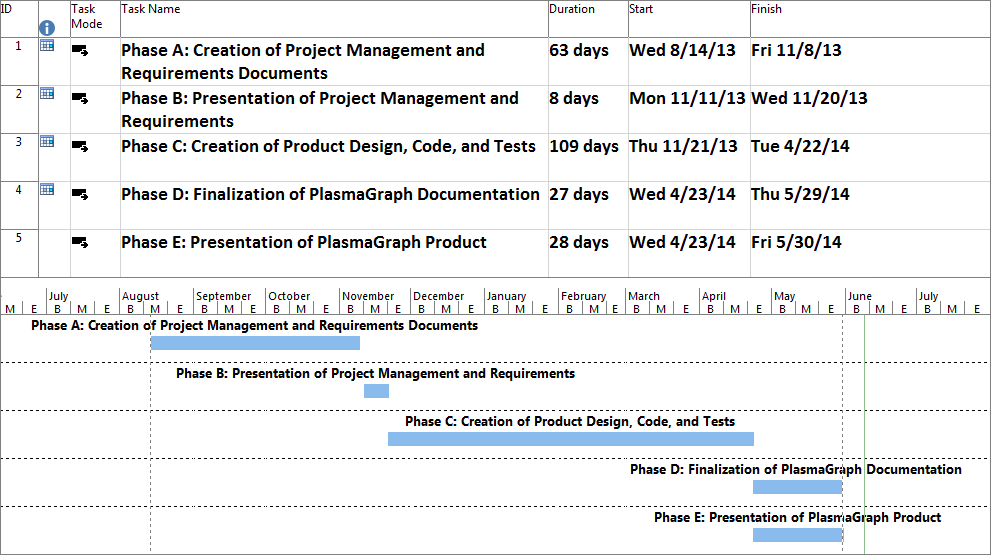 ID Task Mode Task Name Duration Start Finish
1 Phase A: Creation of Project Management and Requirements Documents 63 days Wed 8/14/13 Fri 11/8/13
2 Phase B: Presentation of Project Management and Requirements 8 days Mon 11/11/13 Wed 11/20/13
3 Phase C: Creation of Product Design, Code, and Tests 109 days Thu 11/21/13 Tue 4/22/14
4 Phase D: Finalization of PlasmaGraph Documentation 27 days Wed 4/23/14 Thu 5/29/14
5 Phase E: Presentation of PlasmaGraph Product 28 days Wed 4/23/14 Fri 5/30/14
July August September October November December January February March April May June July
M E B M E B M E B M E B M E B M E B M E B M E B M E B M E B M E B M E B M E B M E B M E
Phase A: Creation of Project Management and Requirements Documents
Phase B: Presentation of Project Management and Requirements
Phase C: Creation of Product Design, Code, and Tests
Phase D: Finalization of PlasmaGraph Documentation
Phase E: Presentation of PlasmaGraph Product